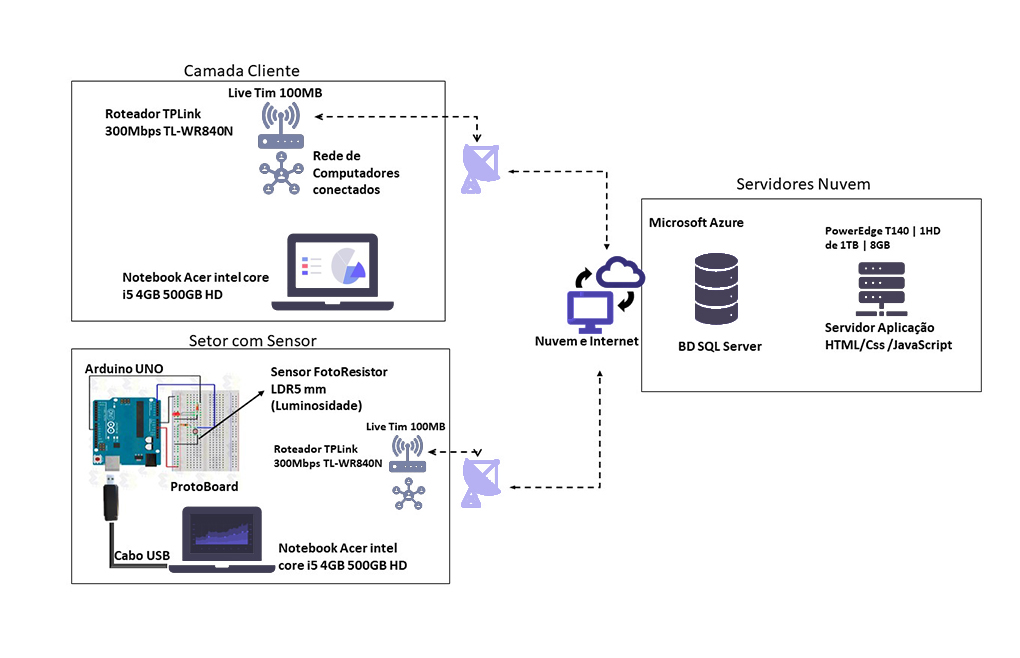 Camada Cliente
Live Tim 100MB
Roteador TPLink
300Mbps TL-WR840N
Rede de
Computadores
conectados
Notebook Acer intel core
i5 4GB 500GB HD
Setor com Sensor
Arduino UNO
Sensor FotoResistor
LDR5 mm
(Luminosidade)
Live Tim 100MB
Roteador TPLink
300Mbps TL-WR840N
ProtoBoard
Cabo USB
Notebook Acer intel
core i5 4GB 500GB HD
Nuvem e Internet
Servidores Nuvem
Microsoft Azure
BD SQL Server
PowerEdge T140 | 1HD
de 1TB | 8GB
Servidor Aplicação
HTML/Css /JavaScript